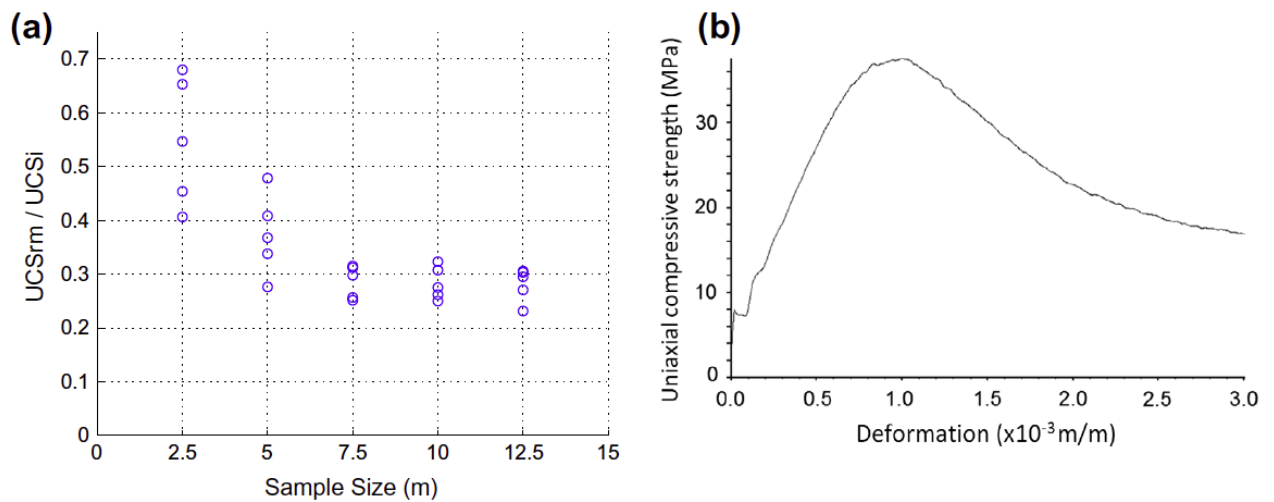 (a)
UCSrm / UCSi
0.7
0.6
0.5
0.4
0.3
0.2
0.1
0
0 2.5 5 7.5 10 12.5 15
Sample Size (m)
(b)
Uniaxial compressive strength (MPa)
30
20
10
0
0.0 0.5 1.0 1.5 2.0 2.5 3.0
Deformation (x10⁻³m/m)